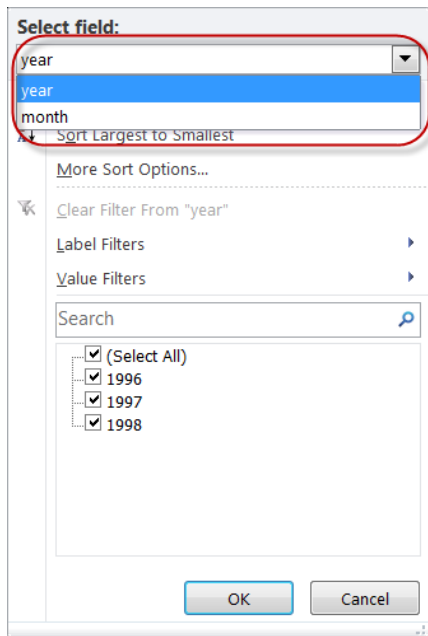 Select field:
year
year
month
Sort Largest to Smallest
More Sort Options...
Clear Filter From "year"
Label Filters
Value Filters
Search
(Select All)
1996
1997
1998
OK
Cancel